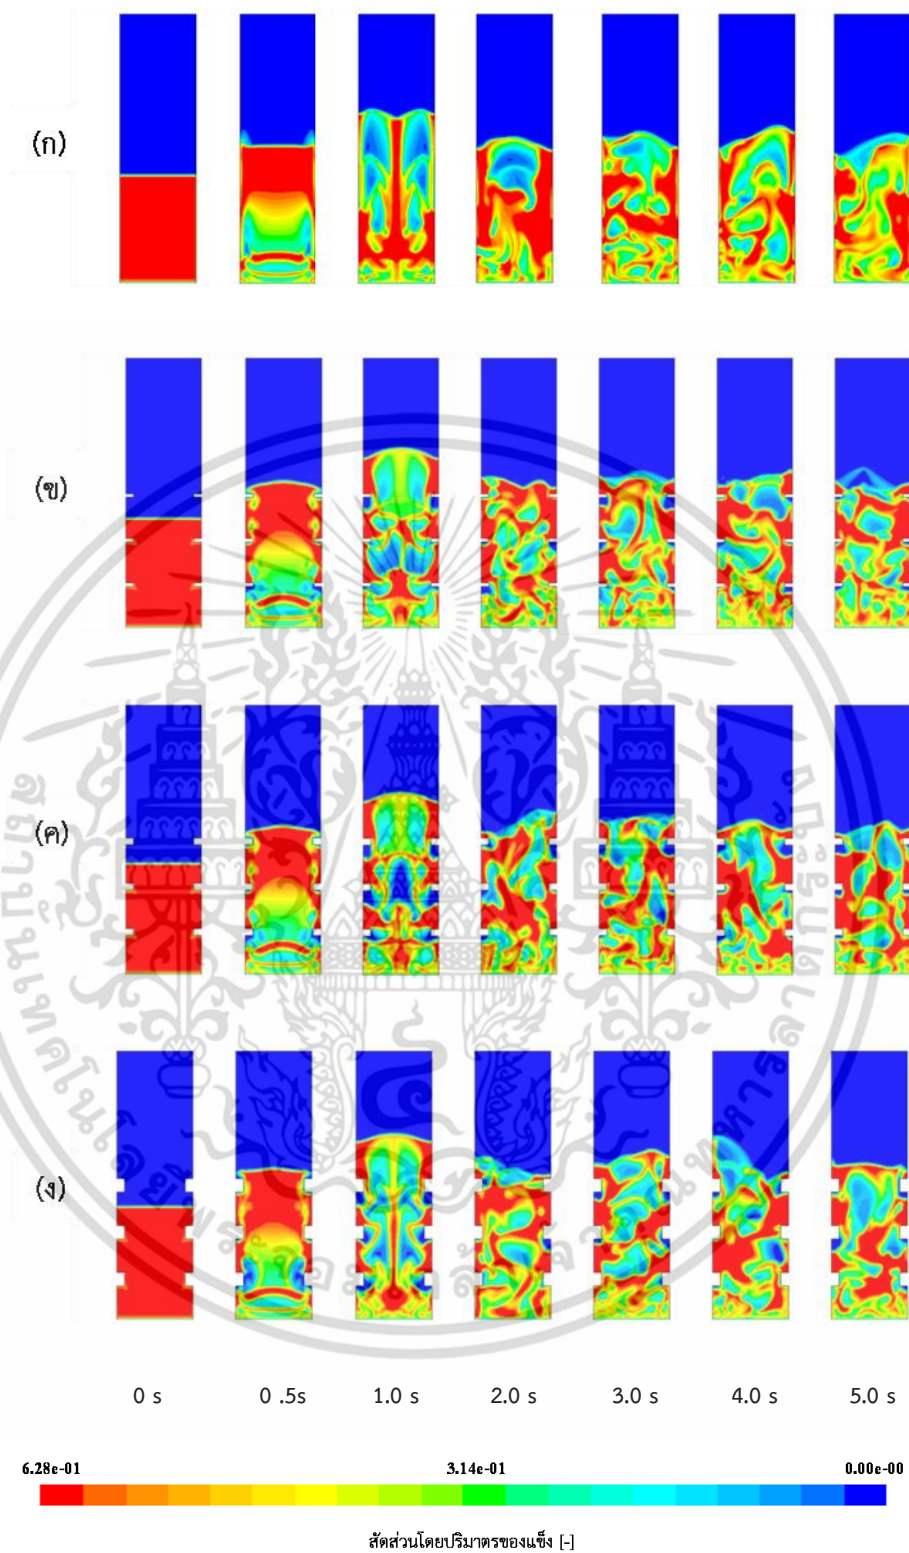 (ก)
(ข)
(ค)
(ง)
0 s 0 .5s 1.0 s 2.0 s 3.0 s 4.0 s 5.0 s
6.28e-01 3.14e-01 0.00e-00
สัดส่วนโดยปริมาตรของแข็ง [-]